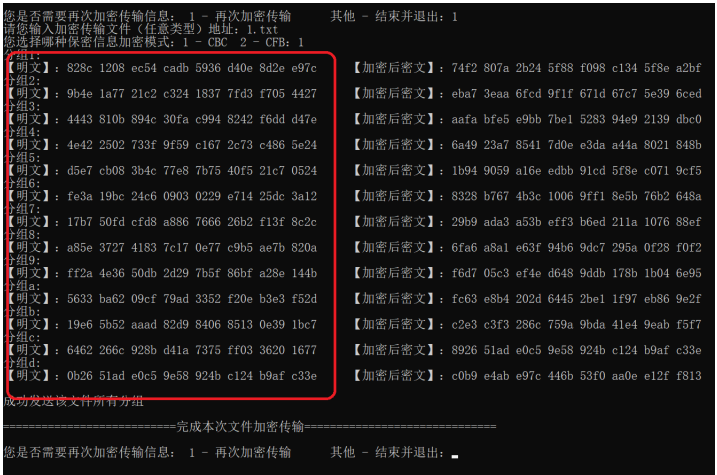 您是否需要再次加密传输信息： 1 - 再次加密传输 其他 - 结束并退出：1
请您输入加密传输文件（任意类型）地址：1.txt
您选择哪种保密信息加密模式：1 - CBC 2 - CFB：1
分组1：
【明文】：828c 1208 ec54 cadb 5936 d40e 8d2e e97c 【加密后密文】：74f2 807a 2b24 5f88 f098 c134 5f8e a2bf
分组2：
【明文】：9b4e 1a77 21c2 c324 1837 7fd3 f705 4427 【加密后密文】：eba7 3eaa 6fcd 9f1f 671d 67c7 5e39 6ced
分组3：
【明文】：4443 810b 894c 30fa c994 8242 f6dd d47e 【加密后密文】：aafa bfe5 e9bb 7be1 5283 94e9 2139 dbc0
分组4：
【明文】：4e42 2502 733f 9f59 c167 2c73 c486 5e24 【加密后密文】：6a49 23a7 8541 7d0e e3da a44a 8021 848b
分组5：
【明文】：d5e7 cb08 3b4c 77e8 7b75 40f5 21c7 0524 【加密后密文】：1b94 9059 a16e edbb 91cd 5f8e c071 9cf5
分组6：
【明文】：fe3a 19bc 24c6 0903 0229 e714 25dc 3a12 【加密后密文】：8328 b767 4b3c 1006 9ff1 8e5b 76b2 648a
分组7：
【明文】：17b7 50fd cfd8 a886 7666 26b2 f13f 8c2c 【加密后密文】：29b9 ada3 a53b eff3 b6ed 211a 1076 88ef
分组8：
【明文】：a85e 3727 4183 7c17 0e77 c9b5 ae7b 820a 【加密后密文】：6fa6 a8a1 e63f 94b6 9dc7 295a 0f28 f0f2
分组9：
【明文】：ff2a 4e36 50db 2d29 7b5f 86bf a28e 144b 【加密后密文】：f6d7 05c3 ef4e d648 9ddb 178b 1b04 6e95
分组a：
【明文】：5633 ba62 09cf 79ad 3352 f20e b3e3 f52d 【加密后密文】：fc63 e8b4 202d 6445 2be1 1f97 eb86 9e2f
分组b：
【明文】：19e6 5b52 aaad 82d9 8406 8513 0e39 1bc7 【加密后密文】：c2e3 c3f3 286c 759a 9bda 41e4 9eab f5f7
分组c：
【明文】：6462 266c 928b d41a 7375 ff03 3620 1677 【加密后密文】：8926 51ad e0c5 9e58 924b c124 b9af c33e
分组d：
【明文】：0b26 51ad e0c5 9e58 924b c124 b9af c33e 【加密后密文】：c0b9 e4ab e97c 446b 53f0 aa0e e12f f813
成功发送该文件所有分组
===========================完成本次文件加密传输==============================
您是否需要再次加密传输信息： 1 - 再次加密传输 其他 - 结束并退出：